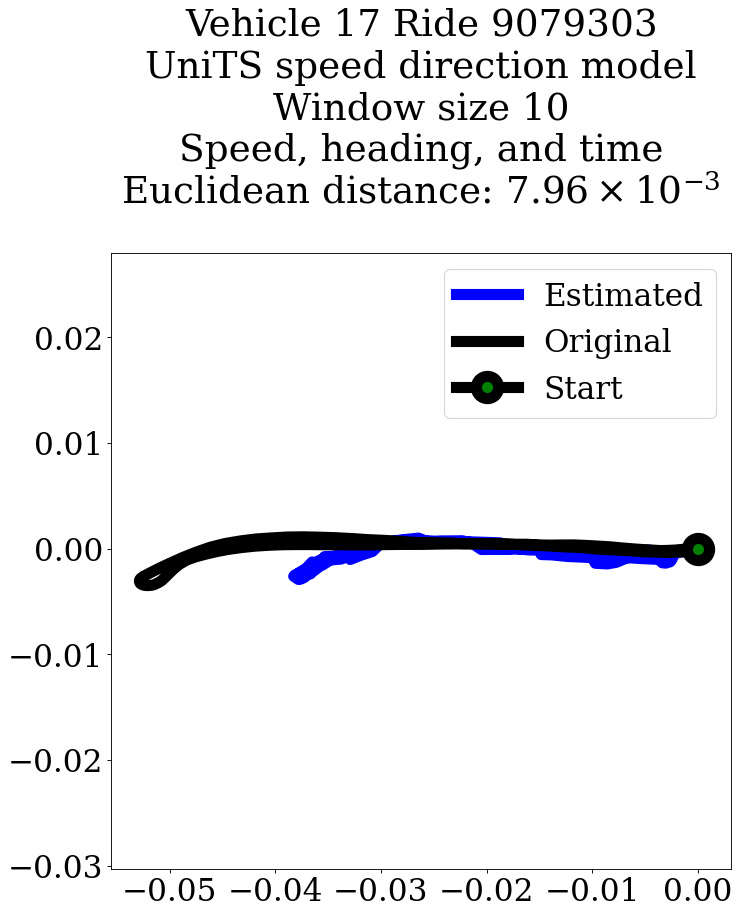 Vehicle 17 Ride 9079303
UniTS speed direction model
Window size 10
Speed, heading, and time
Euclidean distance: 7.96 × 10⁻³
Estimated
Original
Start
0.02
0.01
0.00
−0.01
−0.02
−0.03
−0.05 −0.04 −0.03 −0.02 −0.01 0.00